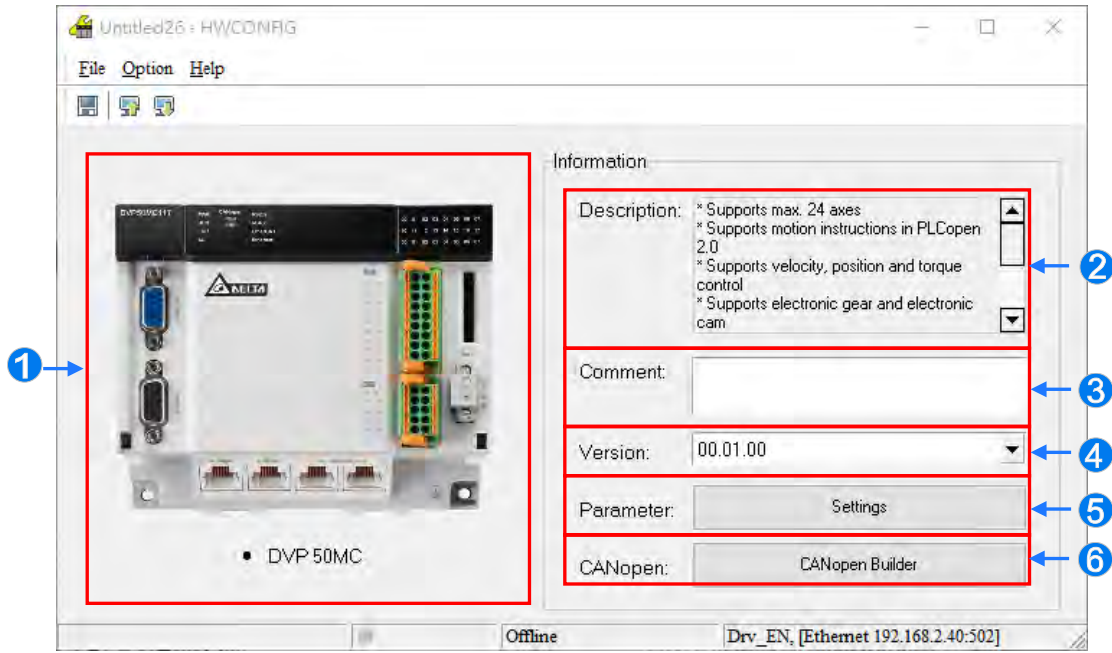 Untitled26 - HWCONFIG
File Option Help
Information
Description:
* Supports max. 24 axes
* Supports motion instructions in PLCopen
2.0
* Supports velocity, position and torque
control
* Supports electronic gear and electronic
cam
2
DELTA
1
Comment:
3
Version: 00.01.00
4
Parameter: Settings
5
• DVP 50MC
CANopen: CANopen Builder
6
Offline
Drv_EN, [Ethernet 192.168.2.40:502]